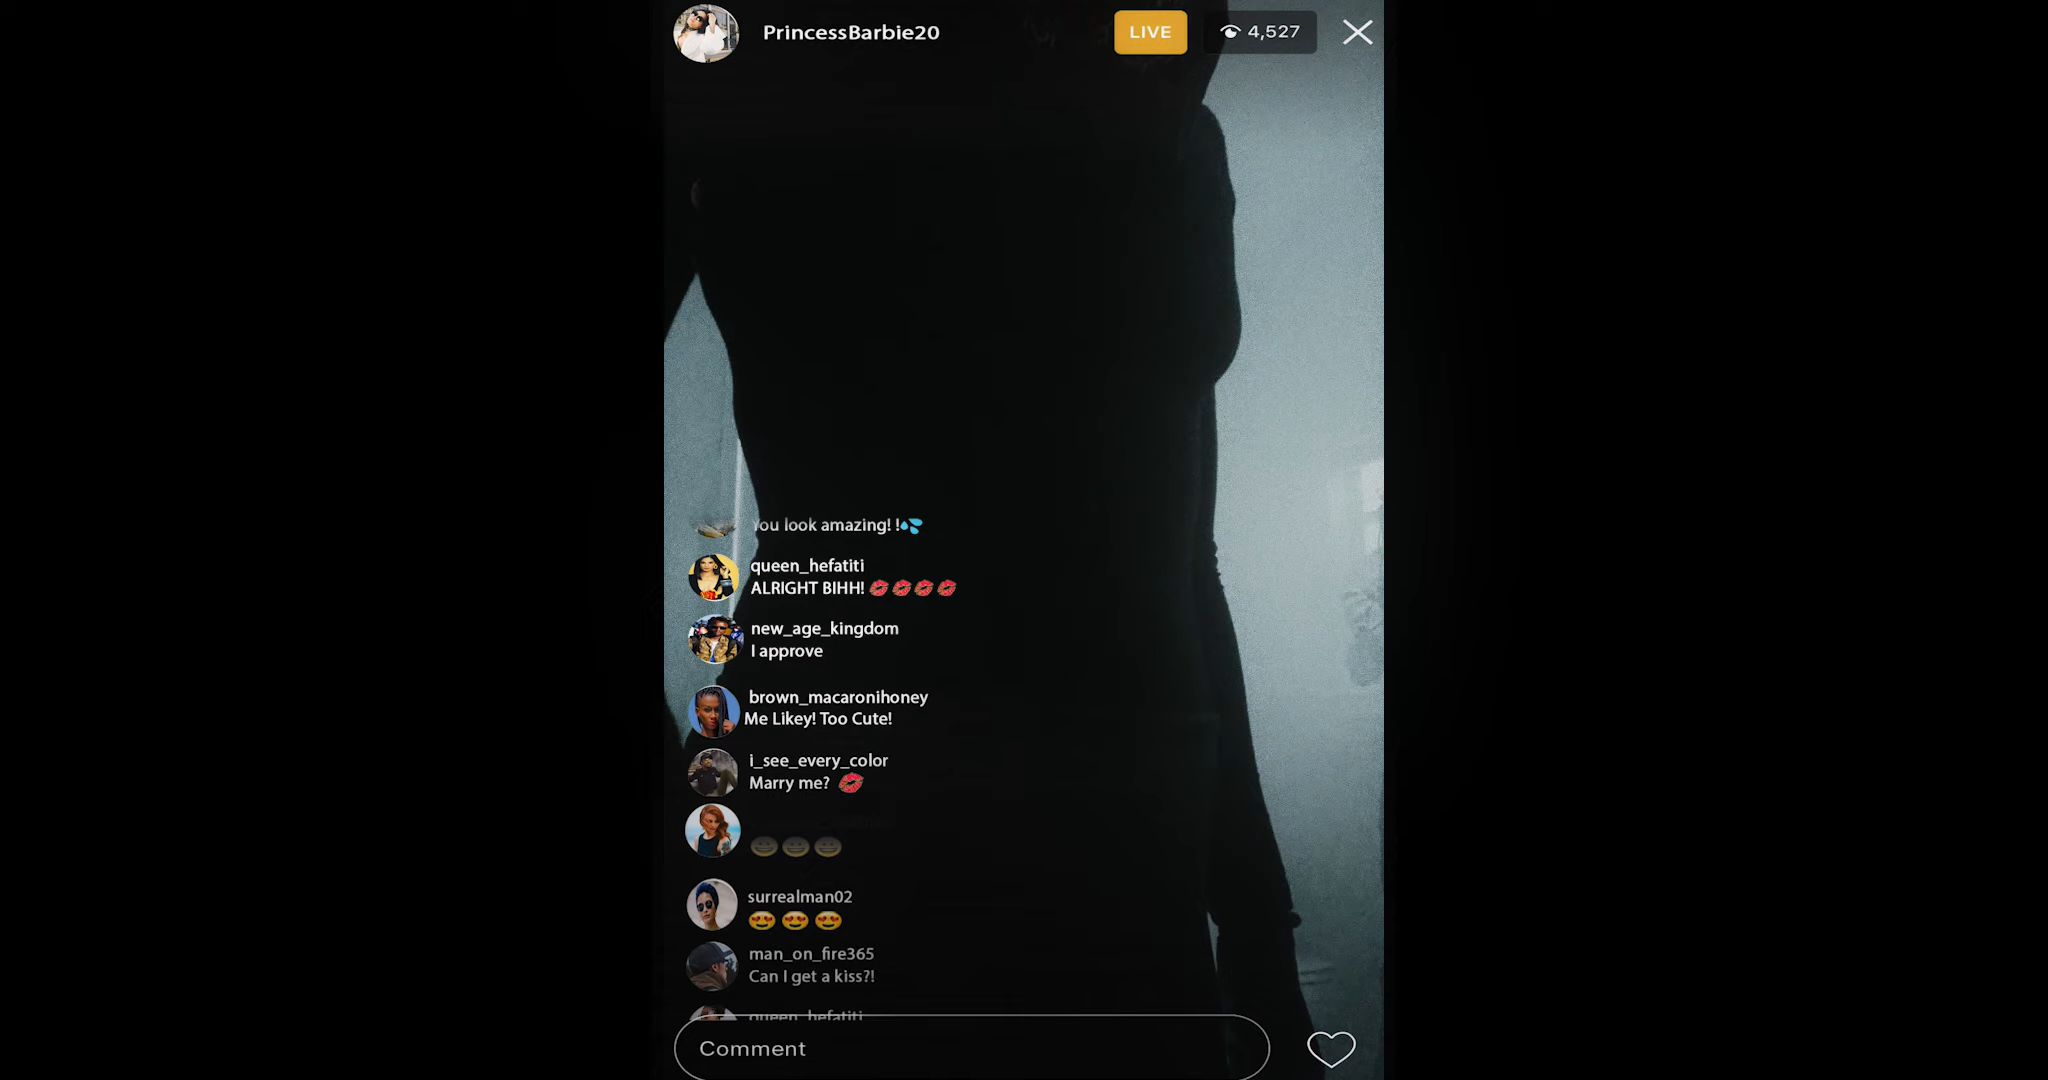 PrincessBarbie20
LIVE
4,527
You look amazing! !💦
queen_hefatiti
ALRIGHT BIHH! 💋💋💋💋
new_age_kingdom
I approve
brown_macaronihoney
Me Likey! Too Cute!
i_see_every_color
Marry me? 💋
😀😀😀
surrealman02
😍😍😍
man_on_fire365
Can I get a kiss?!
queen_hefatiti
Comment